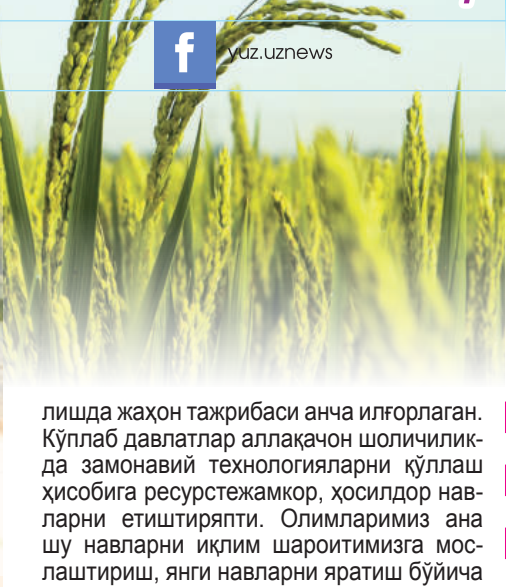 f yuz.uznews
лишда жаҳон тажрибаси анча илғорлаган.
Кўплаб давлатлар аллақачон шоличилик-
да замонавий технологияларни қўллаш
ҳисобига ресурстежамкор, ҳосилдор нав-
ларни етиштиряпти. Олимларимиз ана
шу навларни иқлим шароитимизга мос-
лаштириш, янги навларни яратиш бўйича